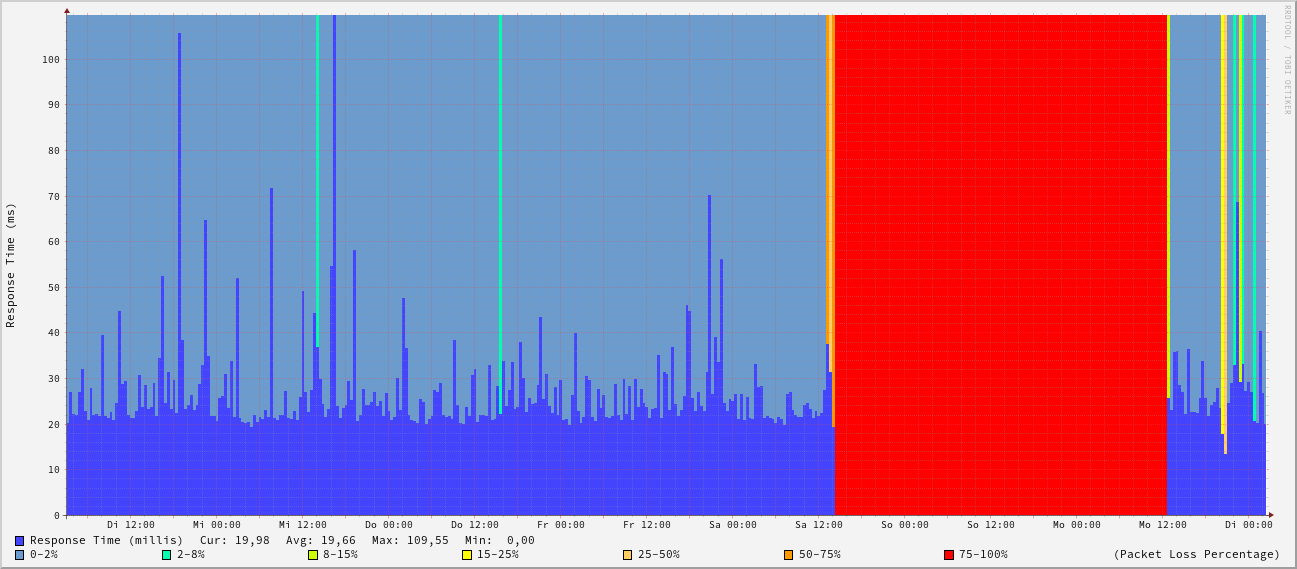 RRDTOOL / TOBI OETIKER
Response Time (ms)
100
90
80
70
60
50
40
30
20
10
0
Di 12:00 Mi 00:00 Mi 12:00 Do 00:00 Do 12:00 Fr 00:00 Fr 12:00 Sa 00:00 Sa 12:00 So 00:00 So 12:00 Mo 00:00 Mo 12:00 Di 00:00
Response Time (millis) Cur: 19,98 Avg: 19,66 Max: 109,55 Min: 0,00
0-2% 2-8% 8-15% 15-25% 25-50% 50-75% 75-100% (Packet Loss Percentage)